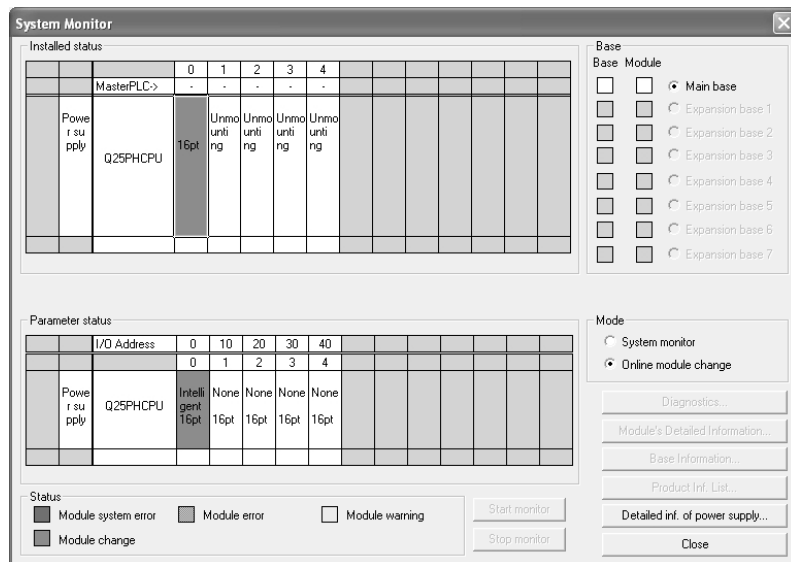 System Monitor
Installed status
0 1 2 3 4
MasterPLC-> - - - - -
Powe
r su
pply
Q25PHCPU
16pt
Unmo
unti
ng
Unmo
unti
ng
Unmo
unti
ng
Unmo
unti
ng
Base
Base Module
Main base
Expansion base 1
Expansion base 2
Expansion base 3
Expansion base 4
Expansion base 5
Expansion base 6
Expansion base 7
Parameter status
I/O Address 0 10 20 30 40
0 1 2 3 4
Powe
r su
pply
Q25PHCPU
Intelli
gent
16pt
None
16pt
None
16pt
None
16pt
None
16pt
Mode
System monitor
Online module change
Diagnostics...
Module's Detailed Information...
Base Information...
Product Inf. List...
Detailed inf. of power supply...
Close
Status
Module system error
Module error
Module warning
Module change
Start monitor
Stop monitor